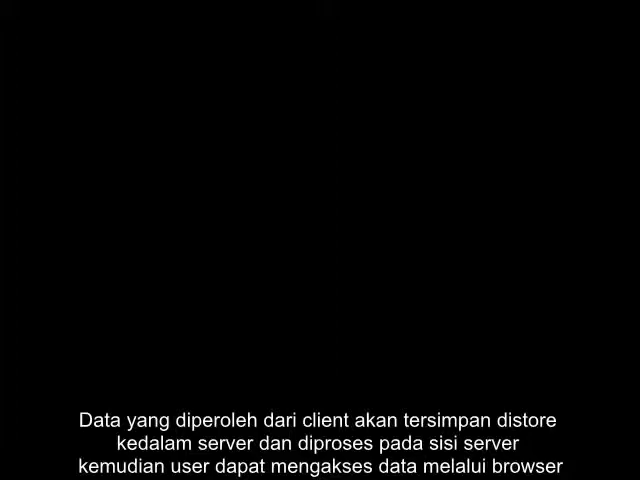 Data yang diperoleh dari client akan tersimpan distore
kedalam server dan diproses pada sisi server
kemudian user dapat mengakses data melalui browser